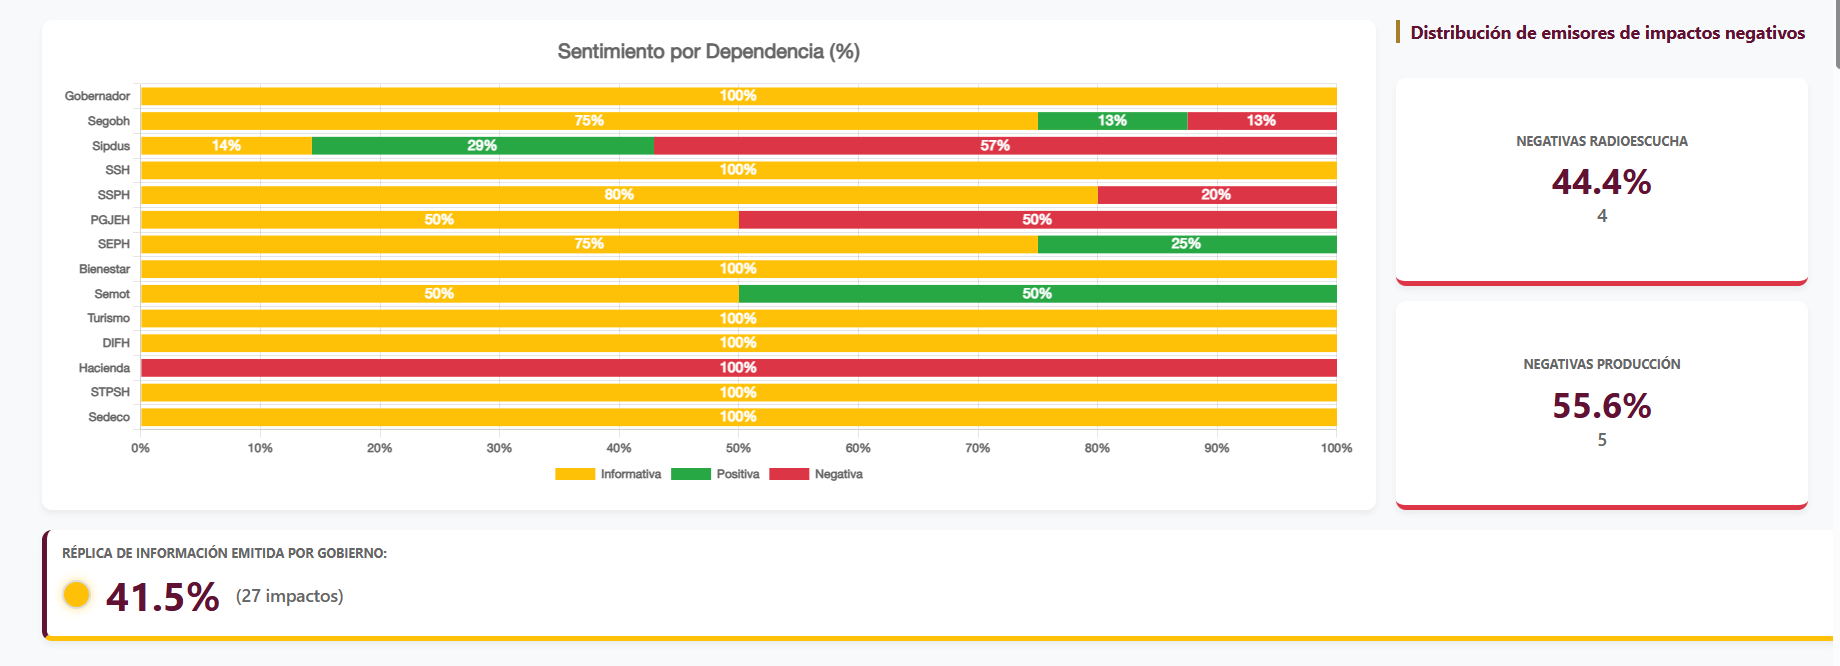 Sentimiento por Dependencia (%)
Gobernador 100%
Segobh 75% 13% 13%
Sipdus 14% 29% 57%
SSH 100%
SSPH 80% 20%
PGJEH 50% 50%
SEPH 75% 25%
Bienestar 100%
Semot 50% 50%
Turismo 100%
DIFH 100%
Hacienda 100%
STPSH 100%
Sedeco 100%
0% 10% 20% 30% 40% 50% 60% 70% 80% 90% 100%
Informativa Positiva Negativa
Distribución de emisores de impactos negativos
NEGATIVAS RADIOESCUCHA
44.4%
4
NEGATIVAS PRODUCCIÓN
55.6%
5
RÉPLICA DE INFORMACIÓN EMITIDA POR GOBIERNO:
41.5% (27 impactos)